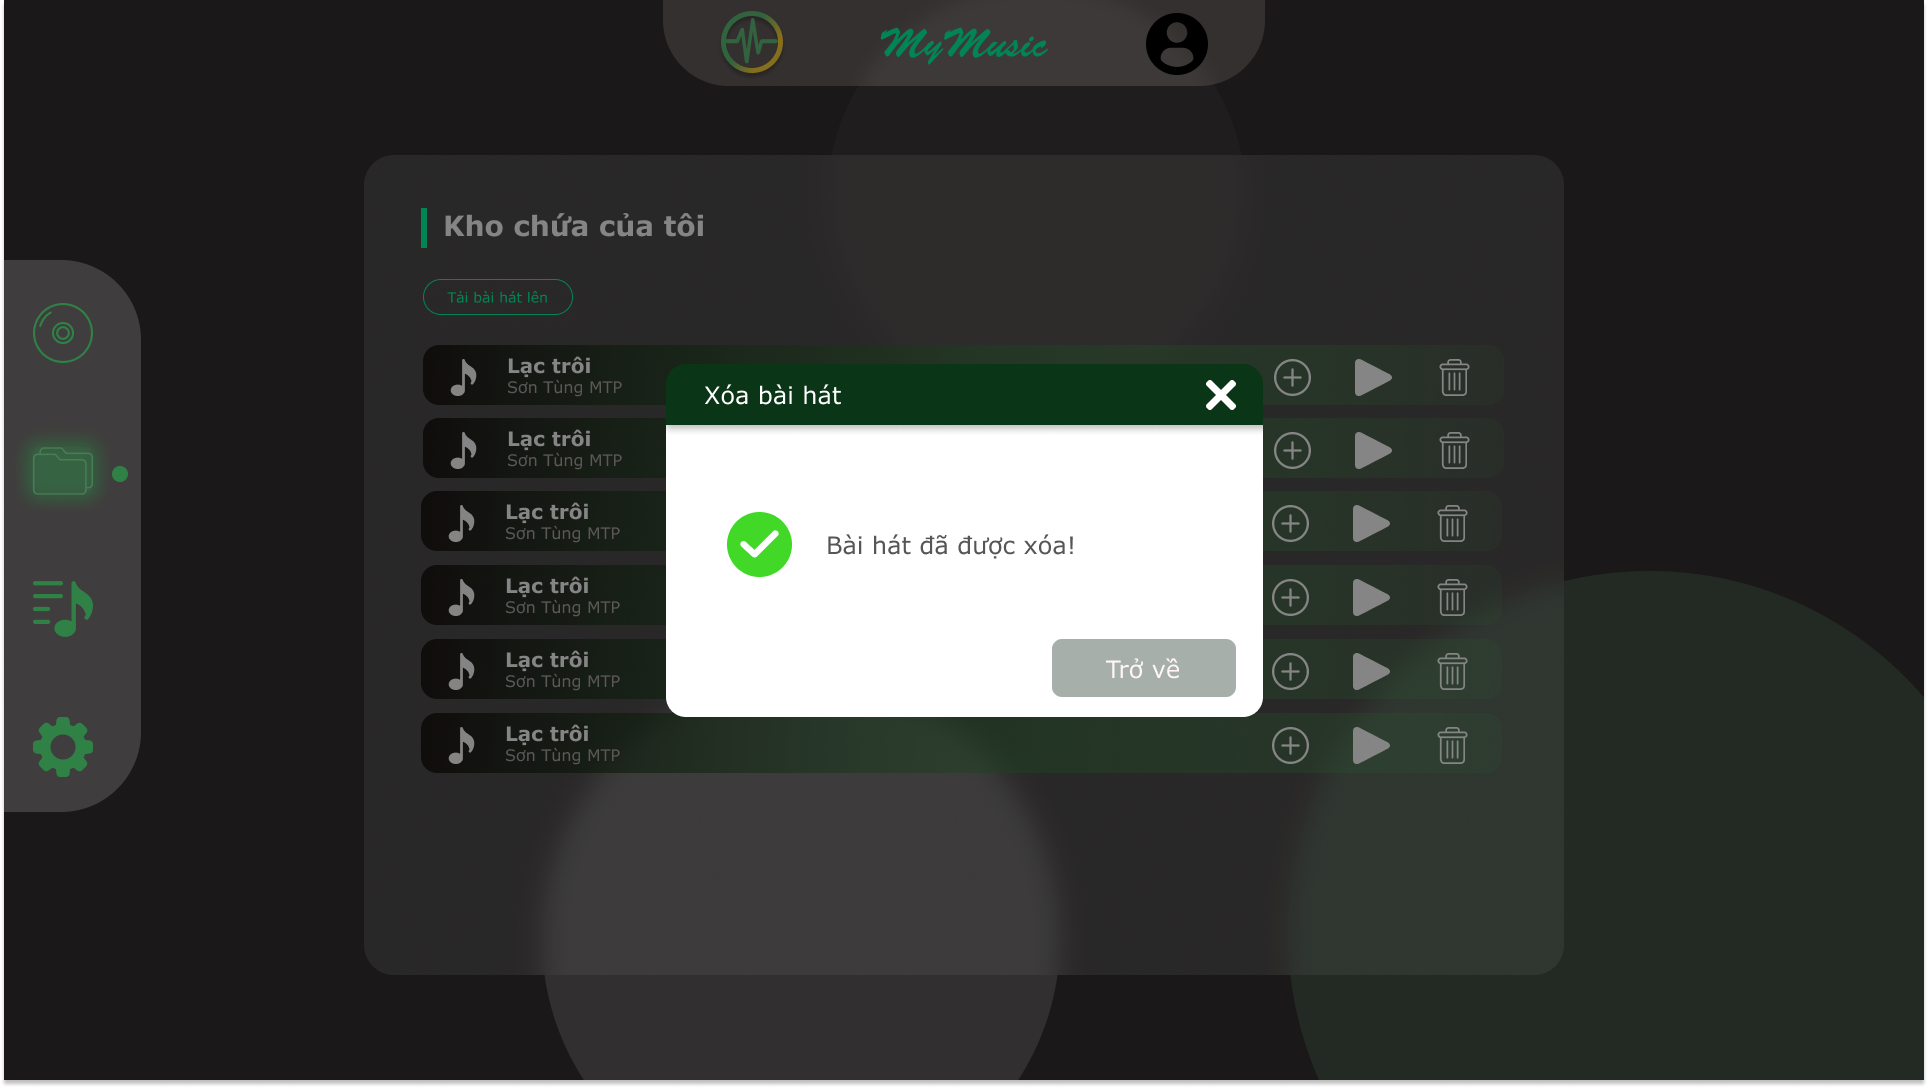 MyMusic
Kho chứa của tôi
Tải bài hát lên
Lạc trôi
Sơn Tùng MTP
Lạc trôi
Sơn Tùng MTP
Lạc trôi
Sơn Tùng MTP
Lạc trôi
Sơn Tùng MTP
Lạc trôi
Sơn Tùng MTP
Lạc trôi
Sơn Tùng MTP
Xóa bài hát
Bài hát đã được xóa!
Trở về